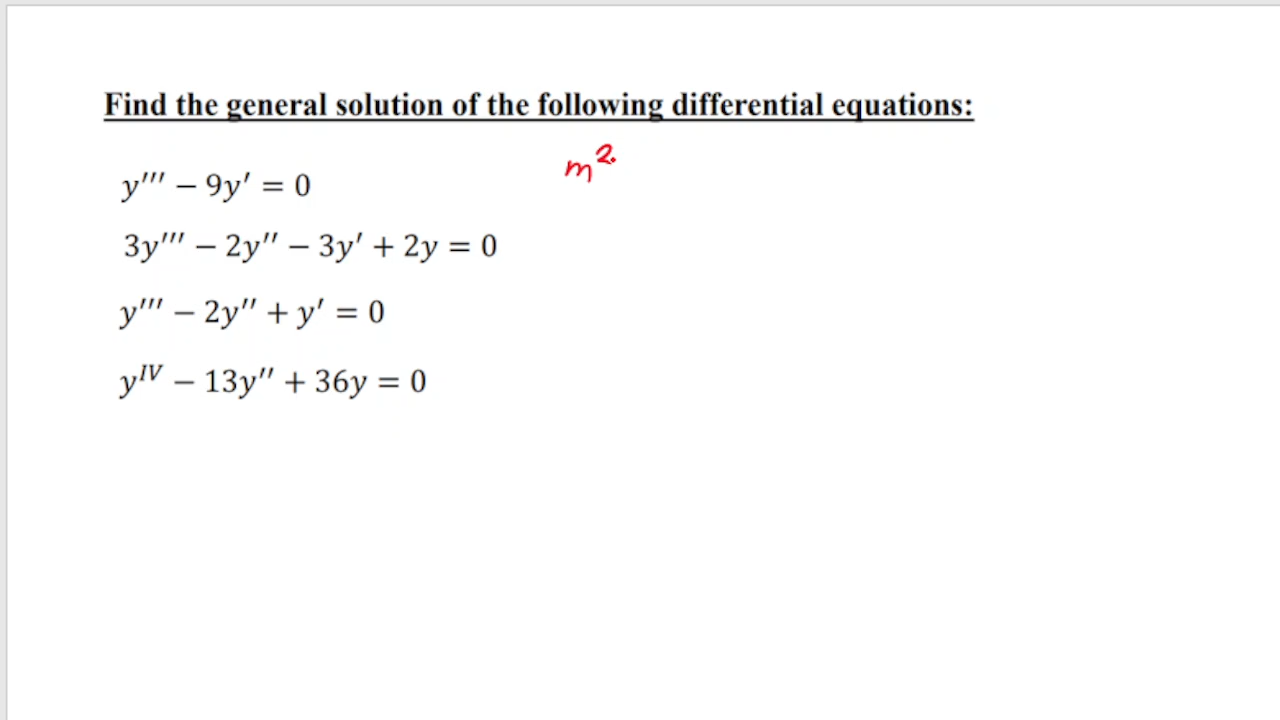 Find the general solution of the following differential equations:
m².
y′′′ − 9y′ = 0
3y′′′ − 2y′′ − 3y′ + 2y = 0
y′′′ − 2y′′ + y′ = 0
y^{IV} − 13y′′ + 36y = 0